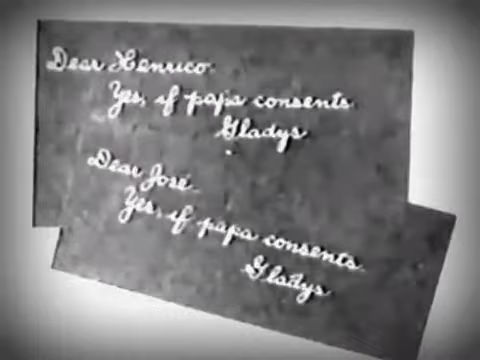 Dear Henrico.
Yes, if papa consents.
Gladys
Dear José.
Yes, if papa consents.
Gladys